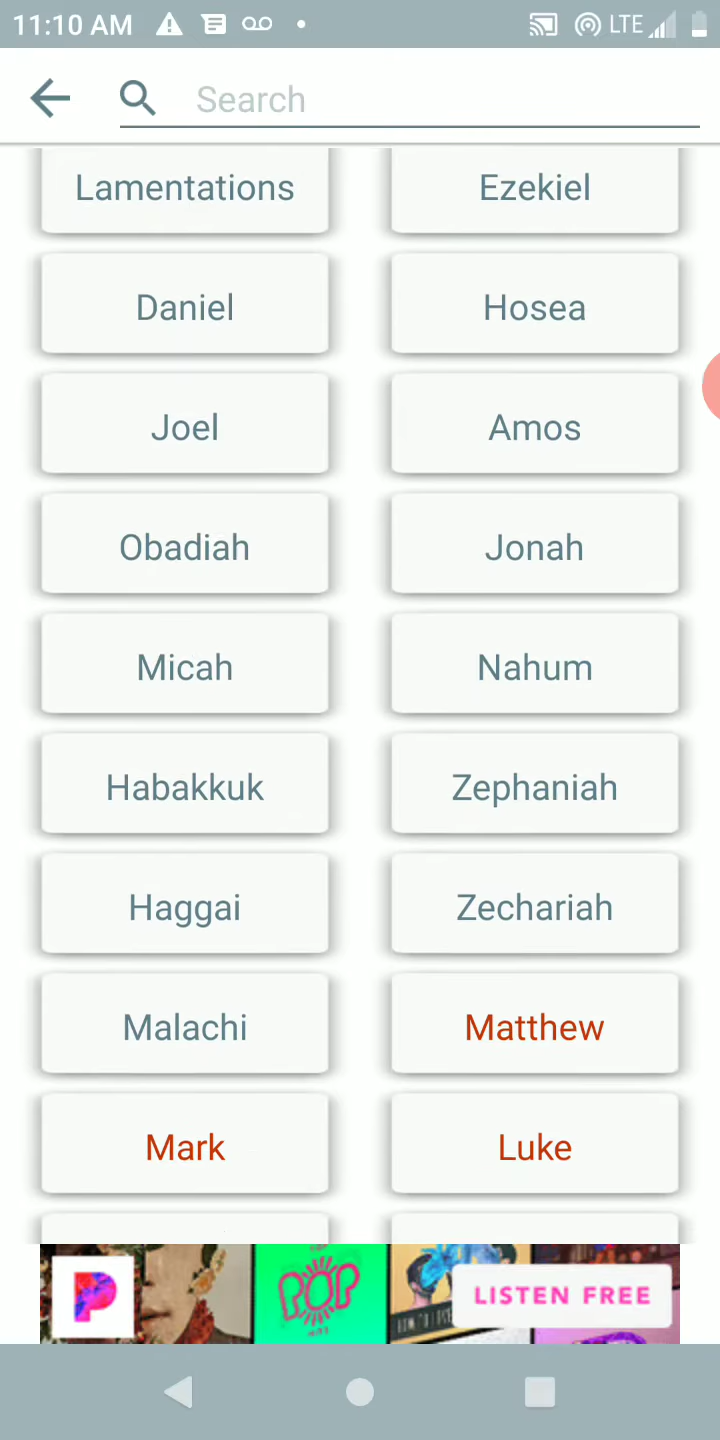 11:10 AM LTE
Search
Lamentations Ezekiel
Daniel Hosea
Joel Amos
Obadiah Jonah
Micah Nahum
Habakkuk Zephaniah
Haggai Zechariah
Malachi Matthew
Mark Luke
P POP LISTEN FREE